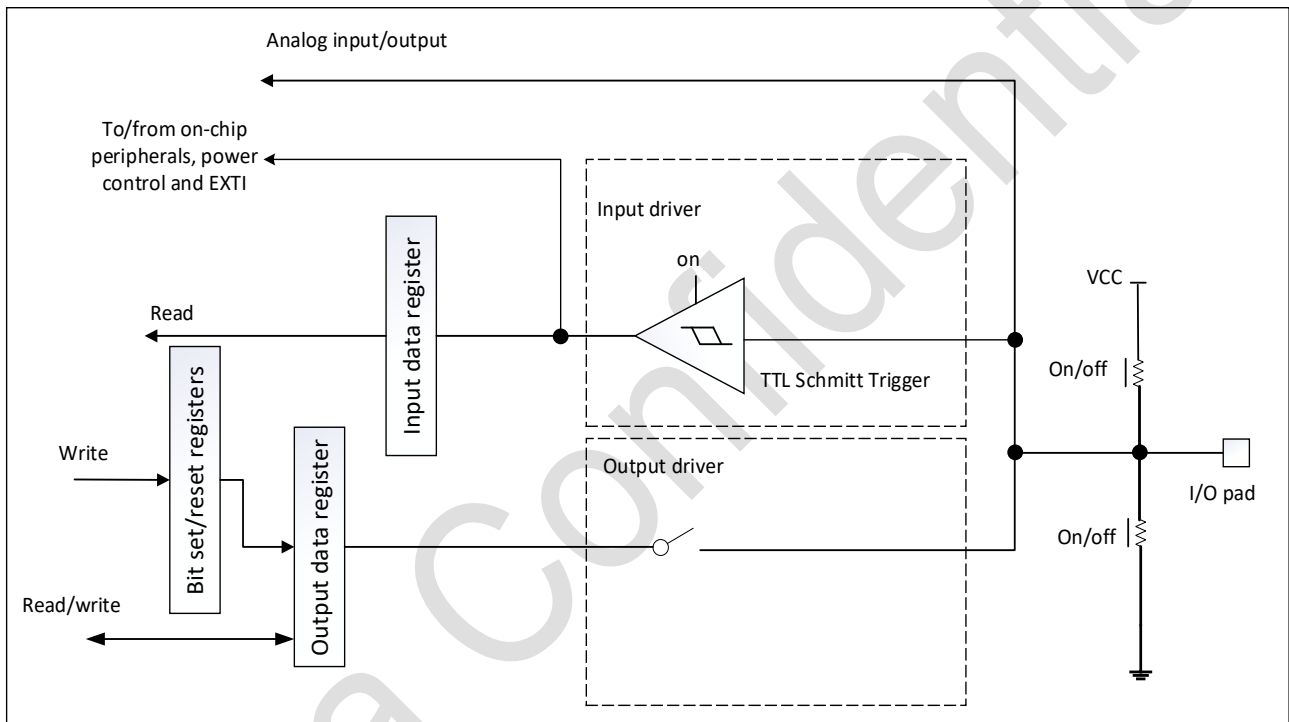 Analog input/output
To/from on-chip
peripherals, power
control and EXTI
Input driver
on
Input data register
VCC
Read
On/off
TTL Schmitt Trigger
Bit set/reset registers
Output data register
Write
Output driver
I/O pad
On/off
Read/write
a Confidential